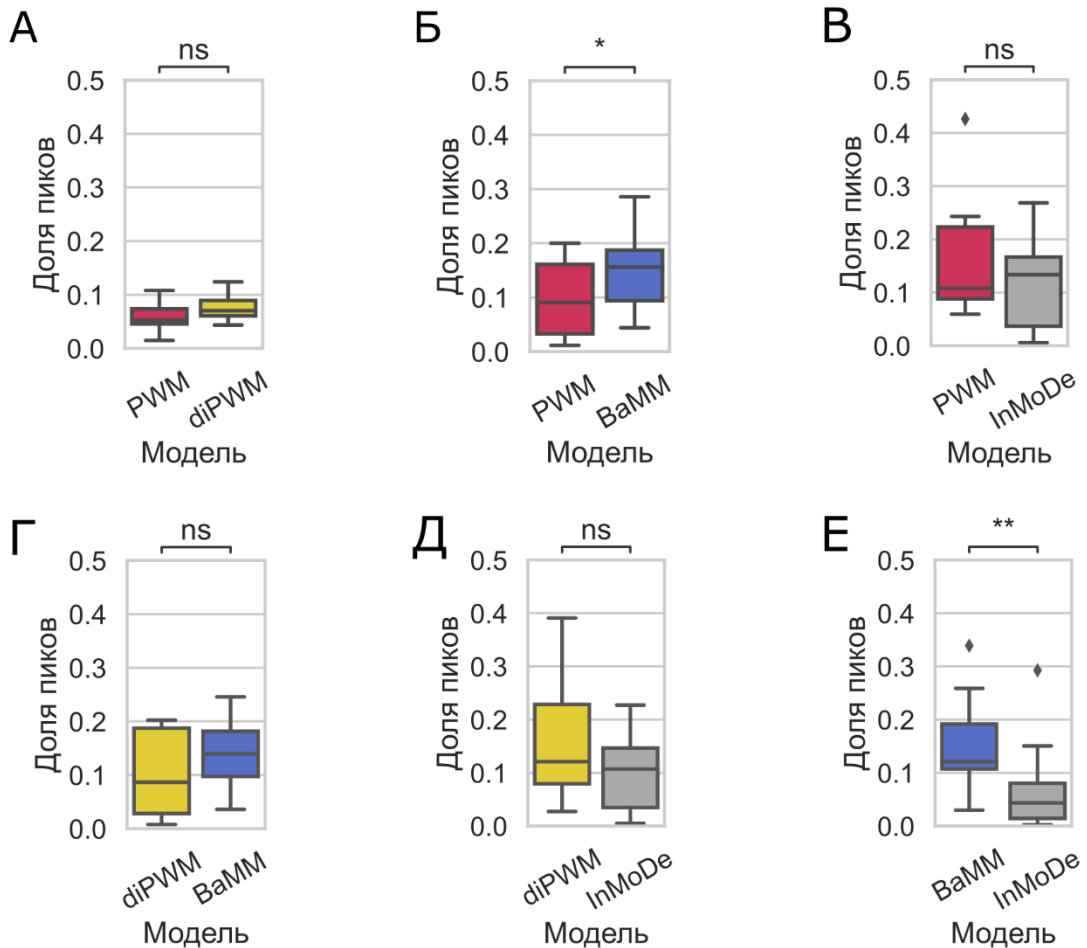 А
ns
0.5
0.4
0.3
0.2
0.1
0.0
Доля пиков
PWM
diPWM
Модель
Б
*
0.5
0.4
0.3
0.2
0.1
0.0
Доля пиков
PWM
BaMM
Модель
В
ns
0.5
0.4
0.3
0.2
0.1
0.0
Доля пиков
PWM
InMoDe
Модель
Г
ns
0.5
0.4
0.3
0.2
0.1
0.0
Доля пиков
diPWM
BaMM
Модель
Д
ns
0.5
0.4
0.3
0.2
0.1
0.0
Доля пиков
diPWM
InMoDe
Модель
Е
**
0.5
0.4
0.3
0.2
0.1
0.0
Доля пиков
BaMM
InMoDe
Модель